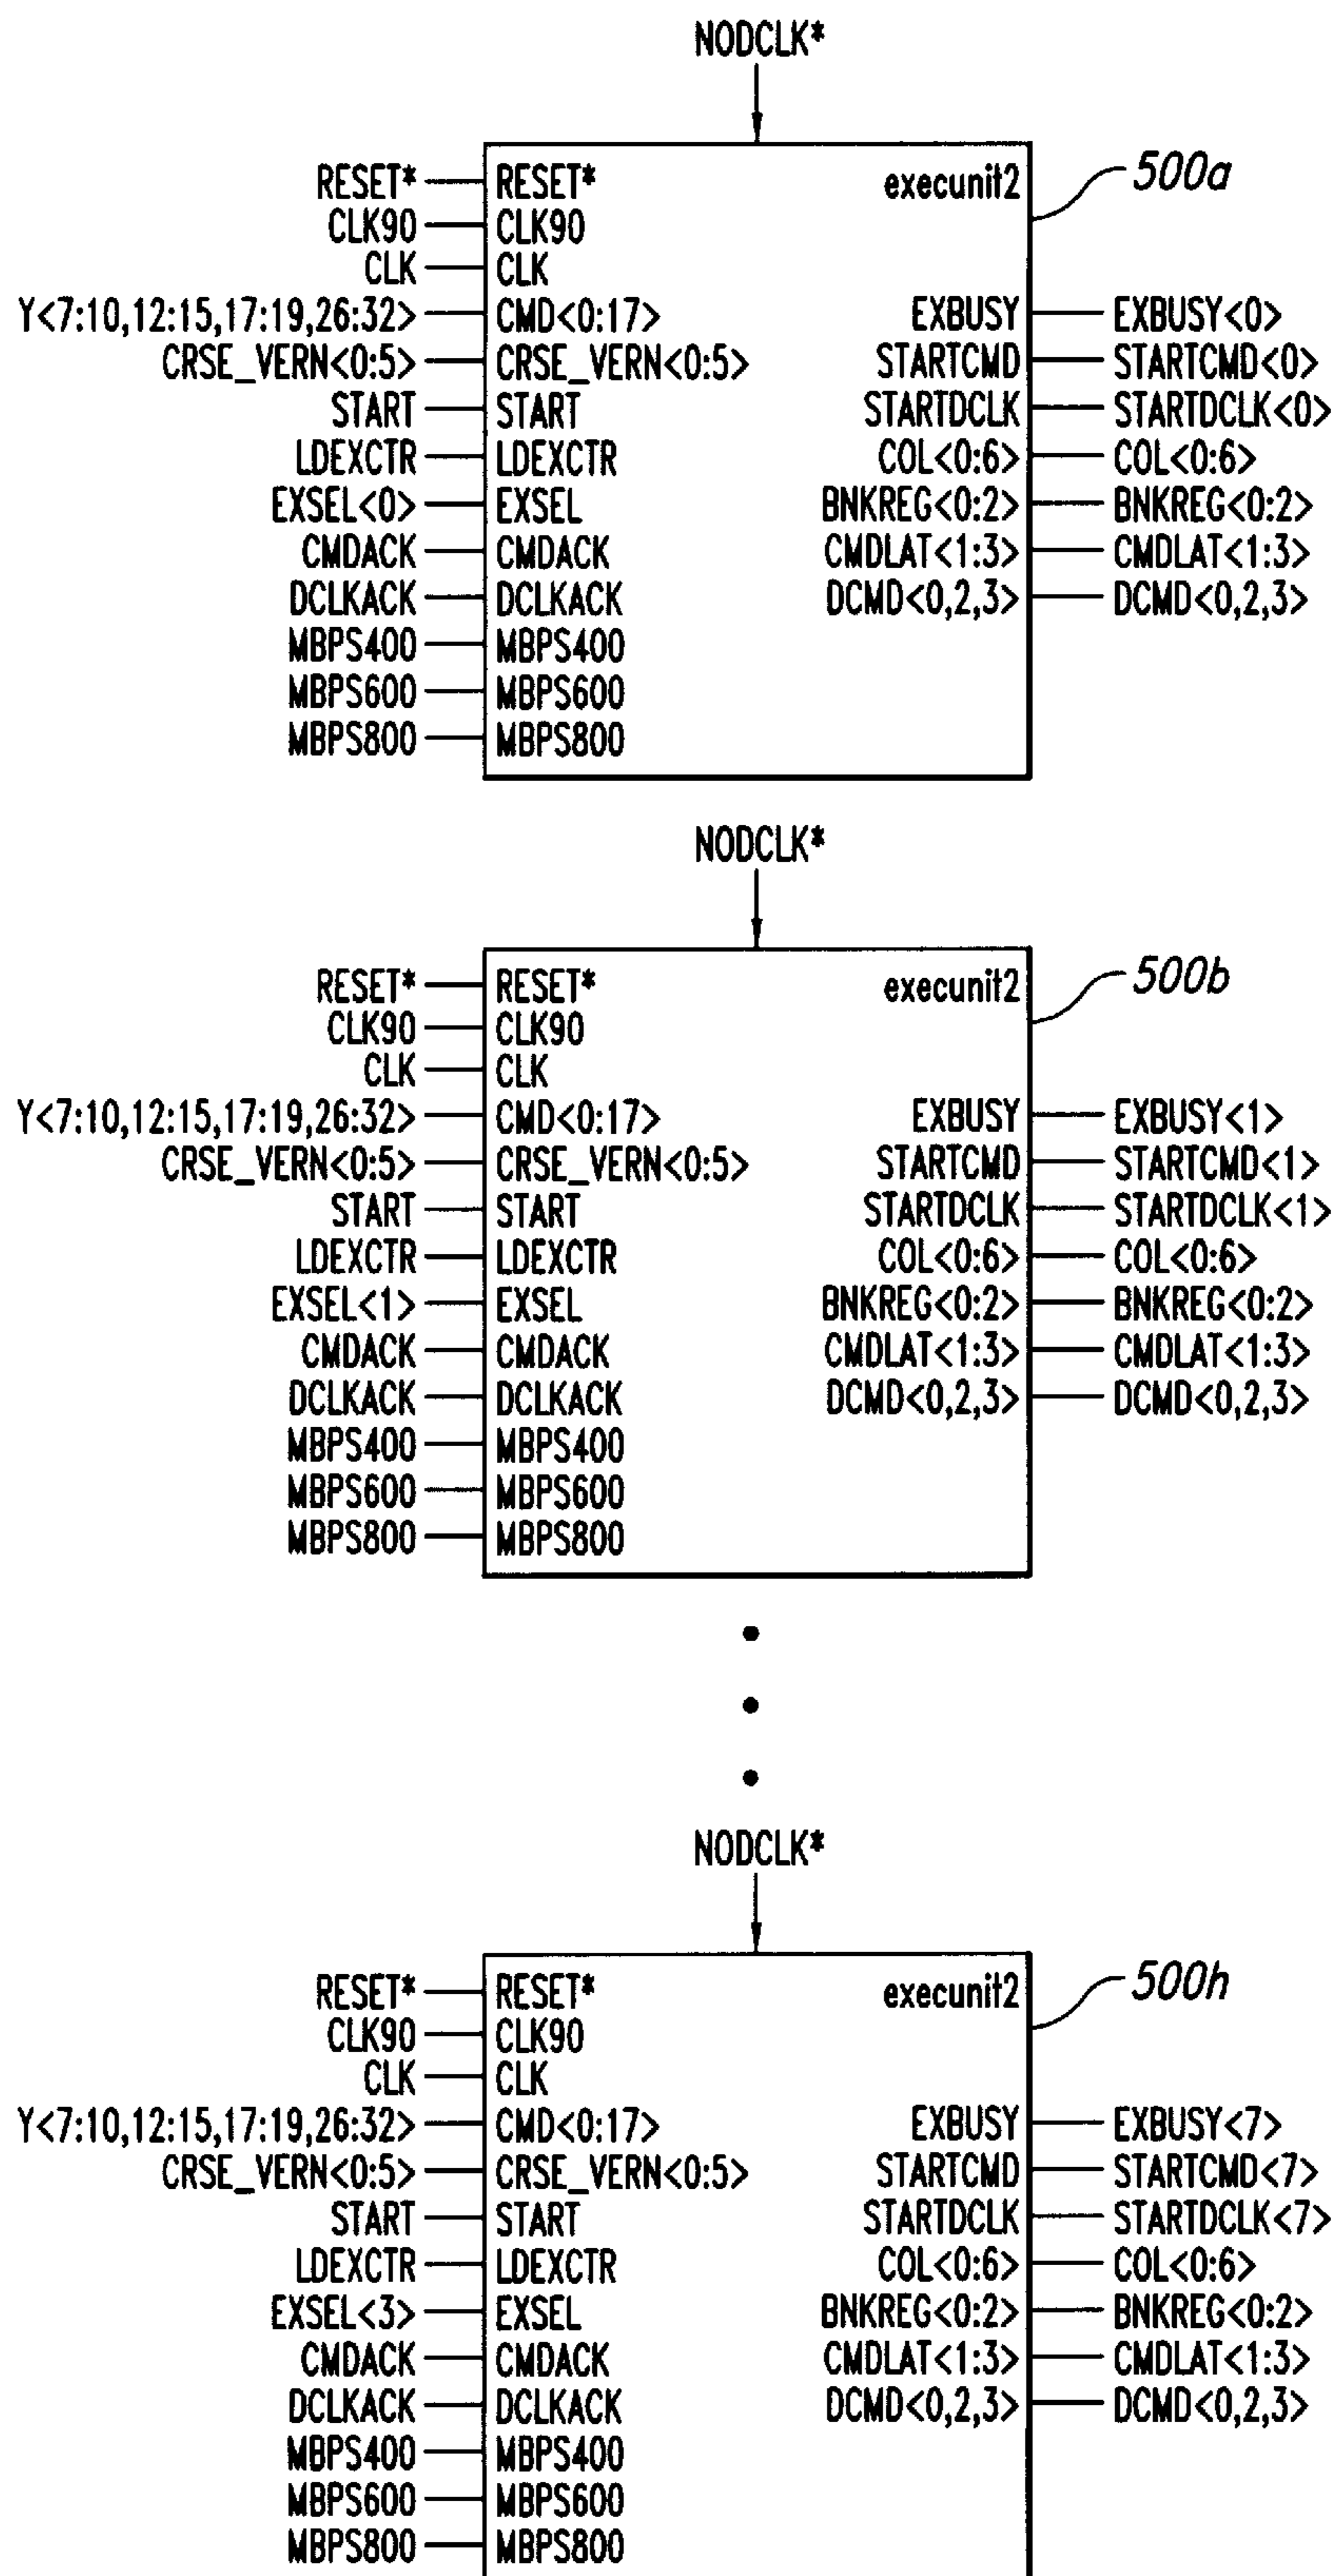 NODCLK*
RESET* RESET* execunit2 500a
CLK90 CLK90
CLK CLK
Y<7:10,12:15,17:19,26:32> CMD<0:17> EXBUSY EXBUSY<0>
CRSE_VERN<0:5> CRSE_VERN<0:5> STARTCMD STARTCMD<0>
START START STARTDCLK STARTDCLK<0>
LDEXCTR LDEXCTR COL<0:6> COL<0:6>
EXSEL<0> EXSEL BNKREG<0:2> BNKREG<0:2>
CMDACK CMDACK CMDLAT<1:3> CMDLAT<1:3>
DCLKACK DCLKACK DCMD<0,2,3> DCMD<0,2,3>
MBPS400 MBPS400
MBPS600 MBPS600
MBPS800 MBPS800
NODCLK*
RESET* RESET* execunit2 500b
CLK90 CLK90
CLK CLK
Y<7:10,12:15,17:19,26:32> CMD<0:17> EXBUSY EXBUSY<1>
CRSE_VERN<0:5> CRSE_VERN<0:5> STARTCMD STARTCMD<1>
START START STARTDCLK STARTDCLK<1>
LDEXCTR LDEXCTR COL<0:6> COL<0:6>
EXSEL<1> EXSEL BNKREG<0:2> BNKREG<0:2>
CMDACK CMDACK CMDLAT<1:3> CMDLAT<1:3>
DCLKACK DCLKACK DCMD<0,2,3> DCMD<0,2,3>
MBPS400 MBPS400
MBPS600 MBPS600
MBPS800 MBPS800
NODCLK*
RESET* RESET* execunit2 500h
CLK90 CLK90
CLK CLK
Y<7:10,12:15,17:19,26:32> CMD<0:17> EXBUSY EXBUSY<7>
CRSE_VERN<0:5> CRSE_VERN<0:5> STARTCMD STARTCMD<7>
START START STARTDCLK STARTDCLK<7>
LDEXCTR LDEXCTR COL<0:6> COL<0:6>
EXSEL<3> EXSEL BNKREG<0:2> BNKREG<0:2>
CMDACK CMDACK CMDLAT<1:3> CMDLAT<1:3>
DCLKACK DCLKACK DCMD<0,2,3> DCMD<0,2,3>
MBPS400 MBPS400
MBPS600 MBPS600
MBPS800 MBPS800